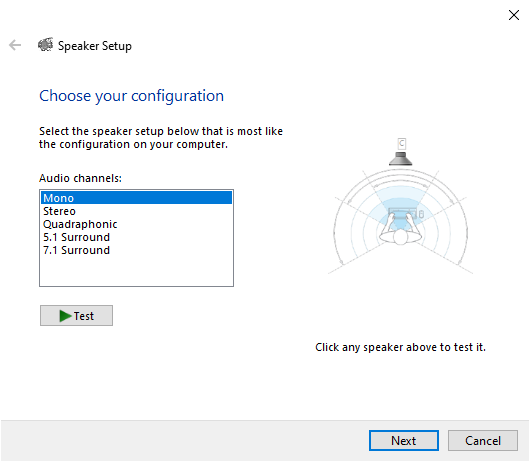 Speaker Setup
Choose your configuration
Select the speaker setup below that is most like
the configuration on your computer.
Audio channels:
Mono
Stereo
Quadraphonic
5.1 Surround
7.1 Surround
Test
C
Click any speaker above to test it.
Next
Cancel